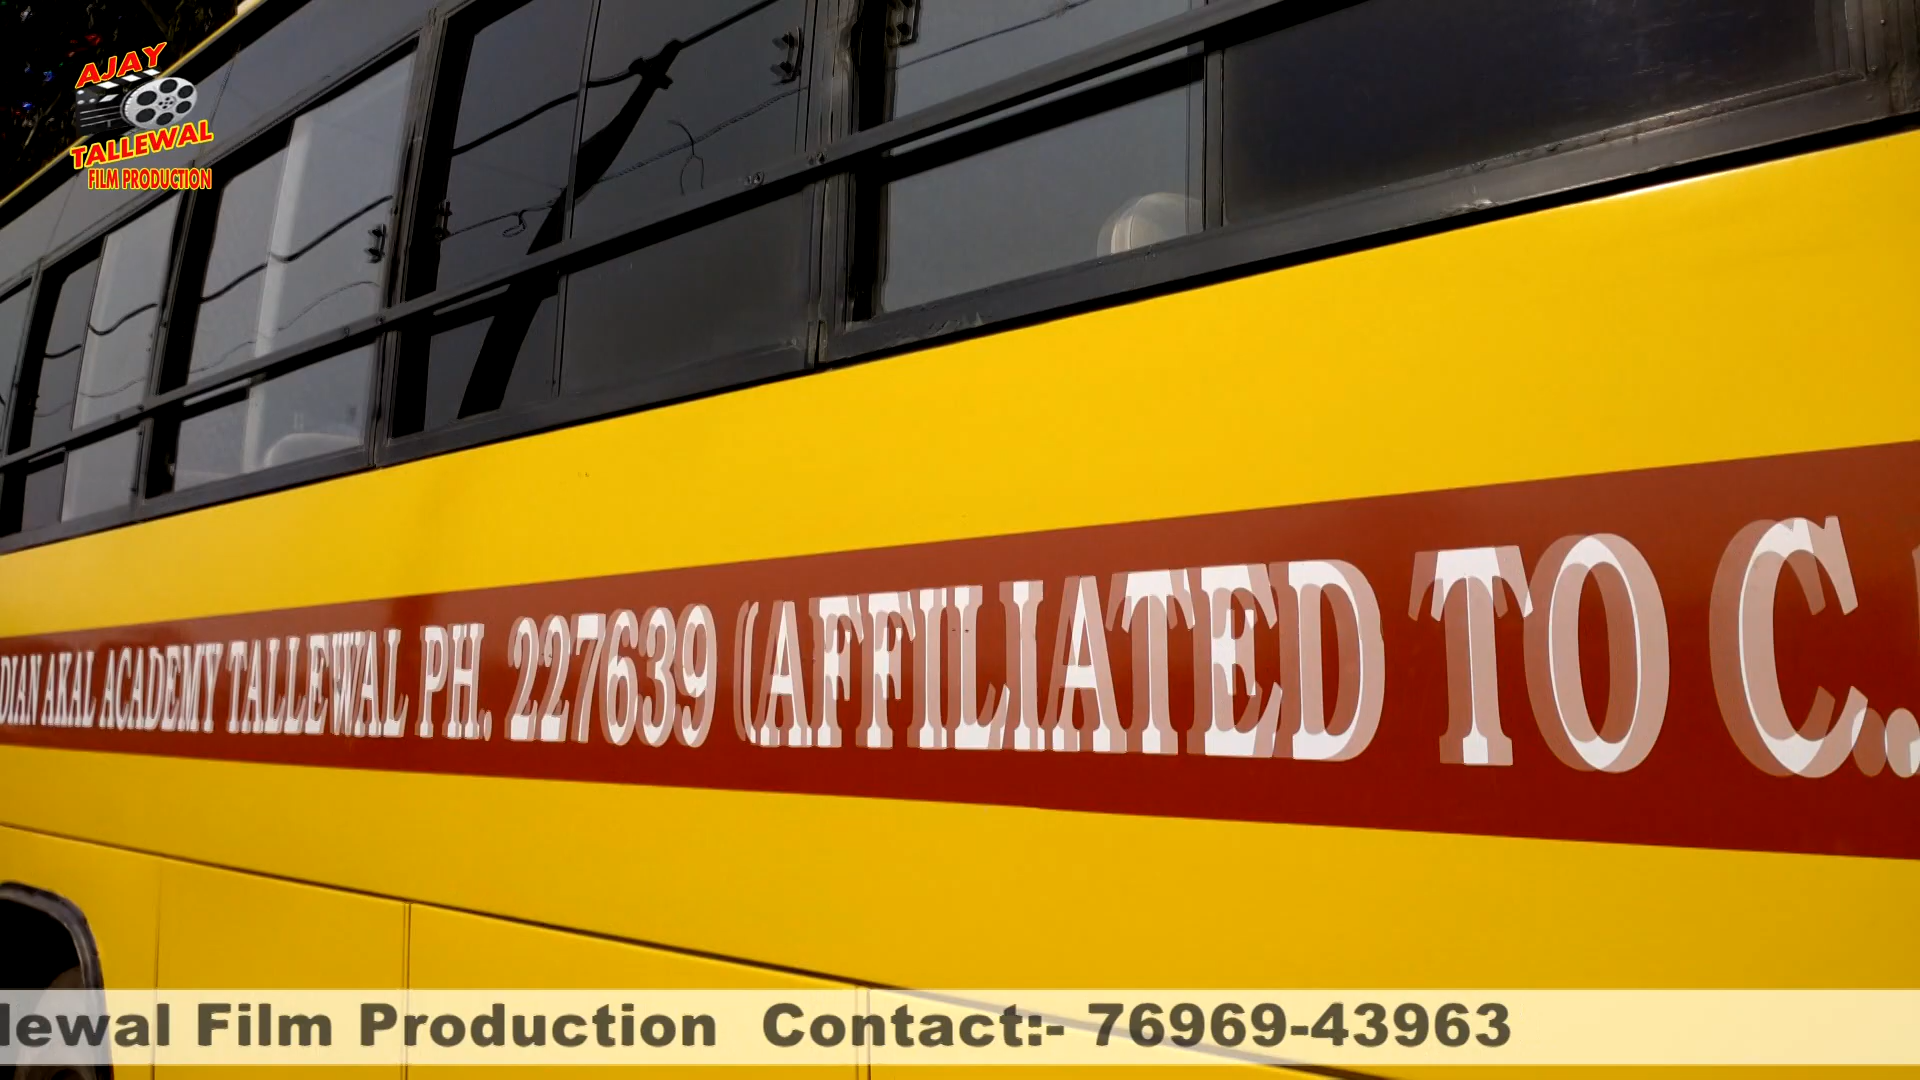 AJAY
TALLEWAL
FILM PRODUCTION
DIAN AKAL ACADEMY TALLEWAL PH. 227639 (AFFILIATED TO C.
lewal Film Production Contact:- 76969-43963